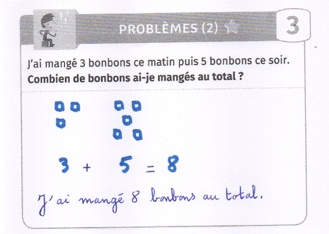 PROBLÈMES (2)
3
J'ai mangé 3 bonbons ce matin puis 5 bonbons ce soir.
Combien de bonbons ai-je mangés au total ?
3 + 5 = 8
J'ai mangé 8 bonbons au total.